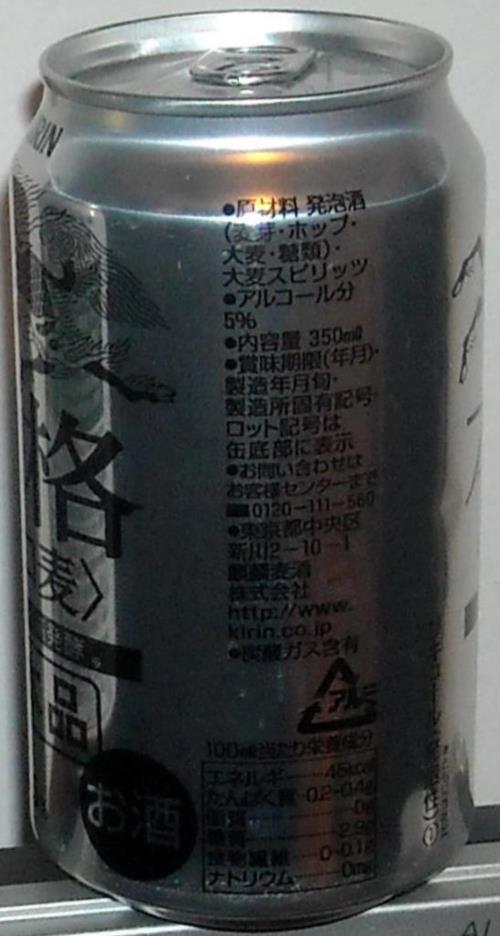 ●原材料 発泡酒
(麦芽・ホップ・
大麦・糖類)・
大麦スピリッツ
●アルコール分
5%
●内容量 350ml
●賞味期限(年月)・
製造年月旬・
製造所固有記号・
ロット記号は
缶底部に表示
●お問い合わせは
お客様センターまで
0120-111-560
●東京都中央区
新川2-10-1
麒麟麦酒
株式会社
http://www.
kirin.co.jp
●炭酸ガス含有
アルミ
100ml当たり栄養成分
エネルギー 45kcal
たんぱく質 0.2~0.4g
脂質 0g
糖質 2.9g
食物繊維 0~0.1g
ナトリウム 0mg
格
麦〉
品
お酒